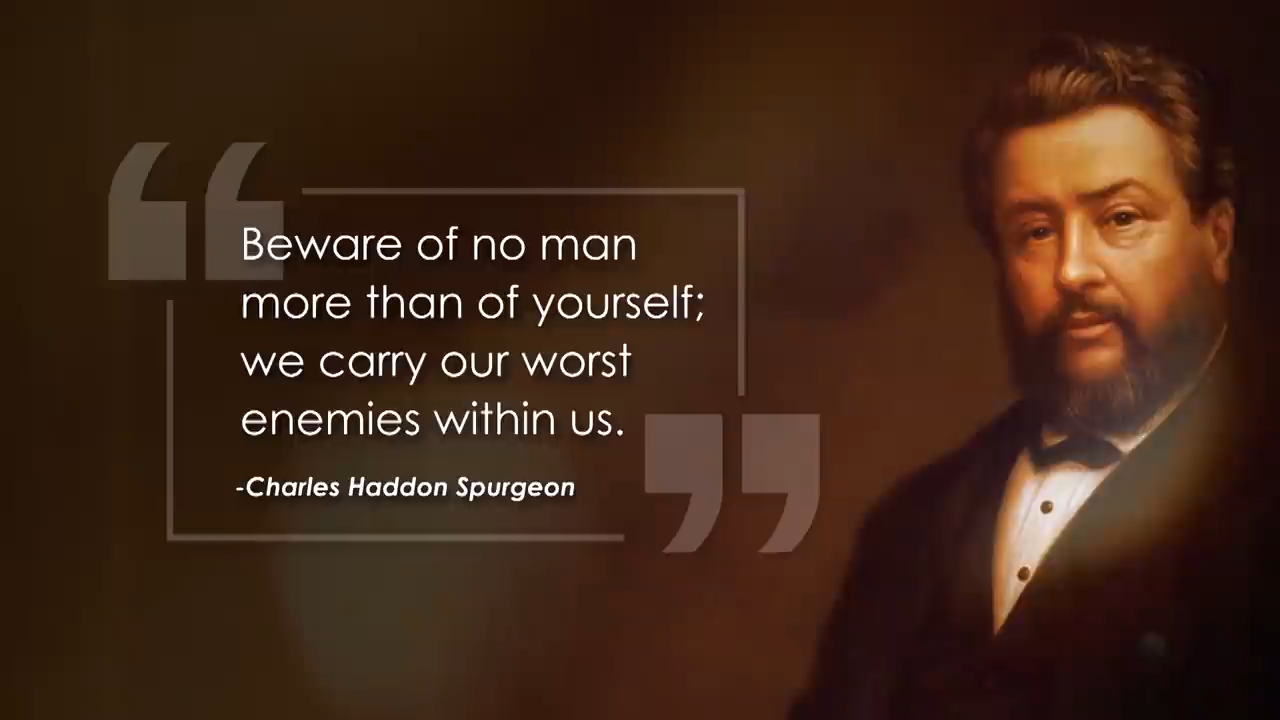 Beware of no man
more than of yourself;
we carry our worst
enemies within us.
-Charles Haddon Spurgeon